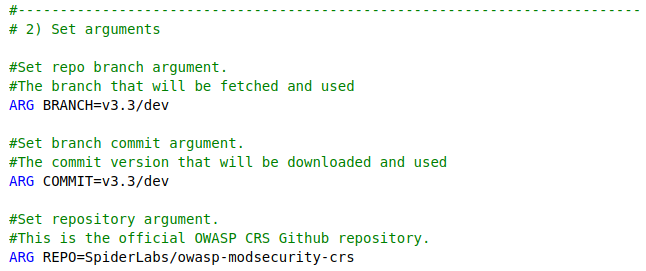 #--------------------------------------------------------------------------
# 2) Set arguments
#Set repo branch argument.
#The branch that will be fetched and used
ARG BRANCH=v3.3/dev
#Set branch commit argument.
#The commit version that will be downloaded and used
ARG COMMIT=v3.3/dev
#Set repository argument.
#This is the official OWASP CRS Github repository.
ARG REPO=SpiderLabs/owasp-modsecurity-crs